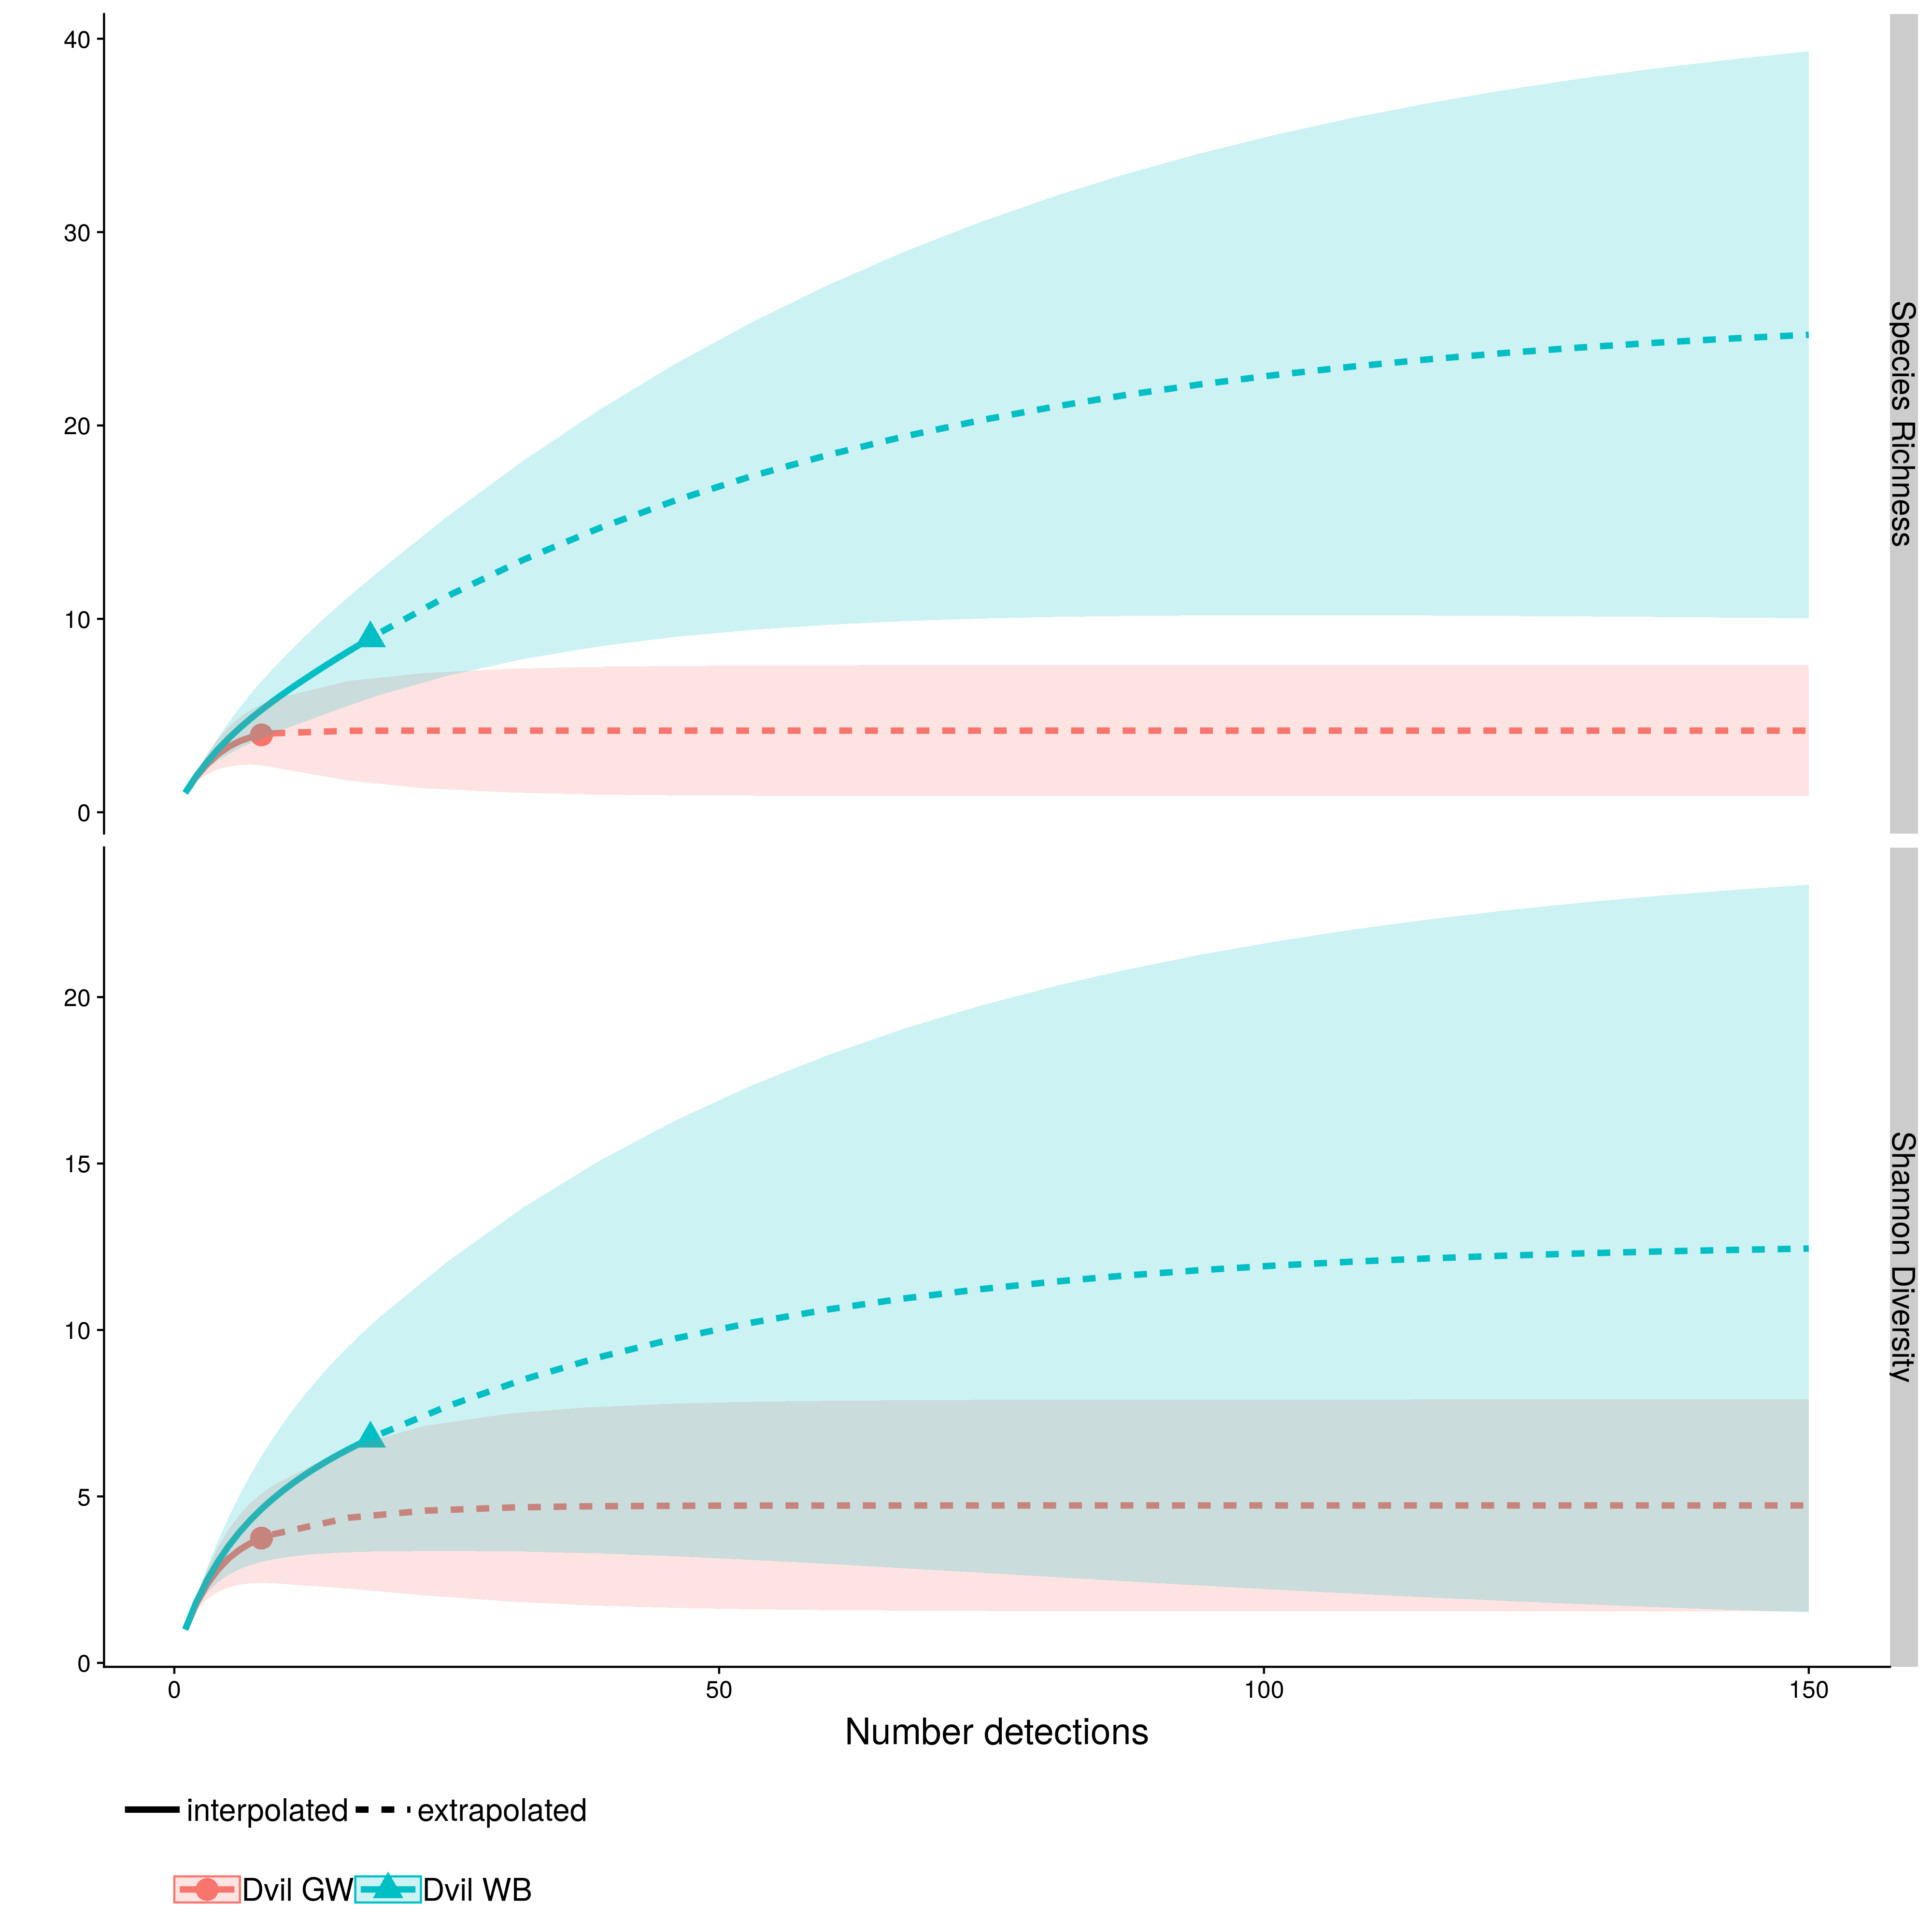 40
30
20
10
0
Species Richness
20
15
10
5
0
Shannon Diversity
0 50 100 150
Number detections
interpolated extrapolated
Dvil GW Dvil WB